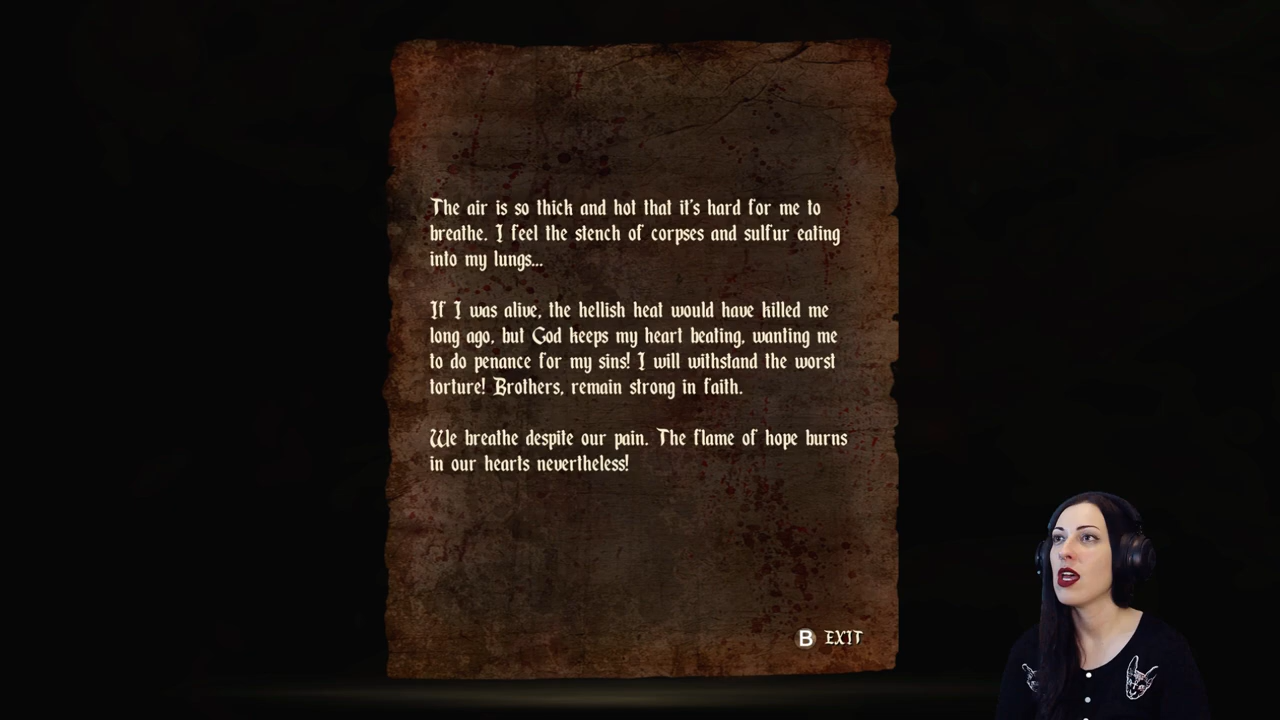 The air is so thick and hot that it's hard for me to
breathe. I feel the stench of corpses and sulfur eating
into my lungs...
If I was alive, the hellish heat would have killed me
long ago, but God keeps my heart beating, wanting me
to do penance for my sins! I will withstand the worst
torture! Brothers, remain strong in faith.
We breathe despite our pain. The flame of hope burns
in our hearts nevertheless!
B EXIT